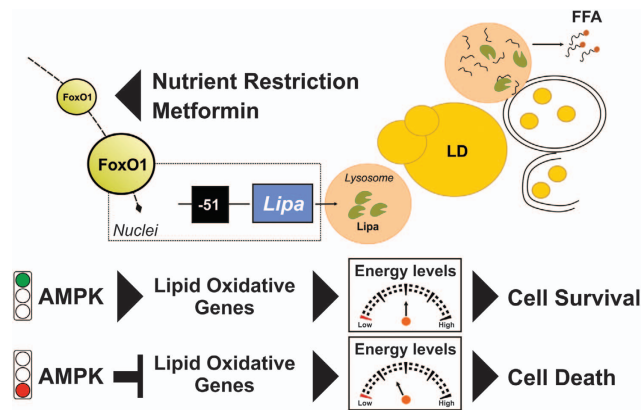 FFA
FoxO1
Nutrient Restriction
Metformin
FoxO1
LD
Nuclei
-51
Lipa
Lysosome
Lipa
AMPK
Lipid Oxidative
Genes
Energy levels
Low
High
Cell Survival
AMPK
Lipid Oxidative
Genes
Energy levels
Low
High
Cell Death